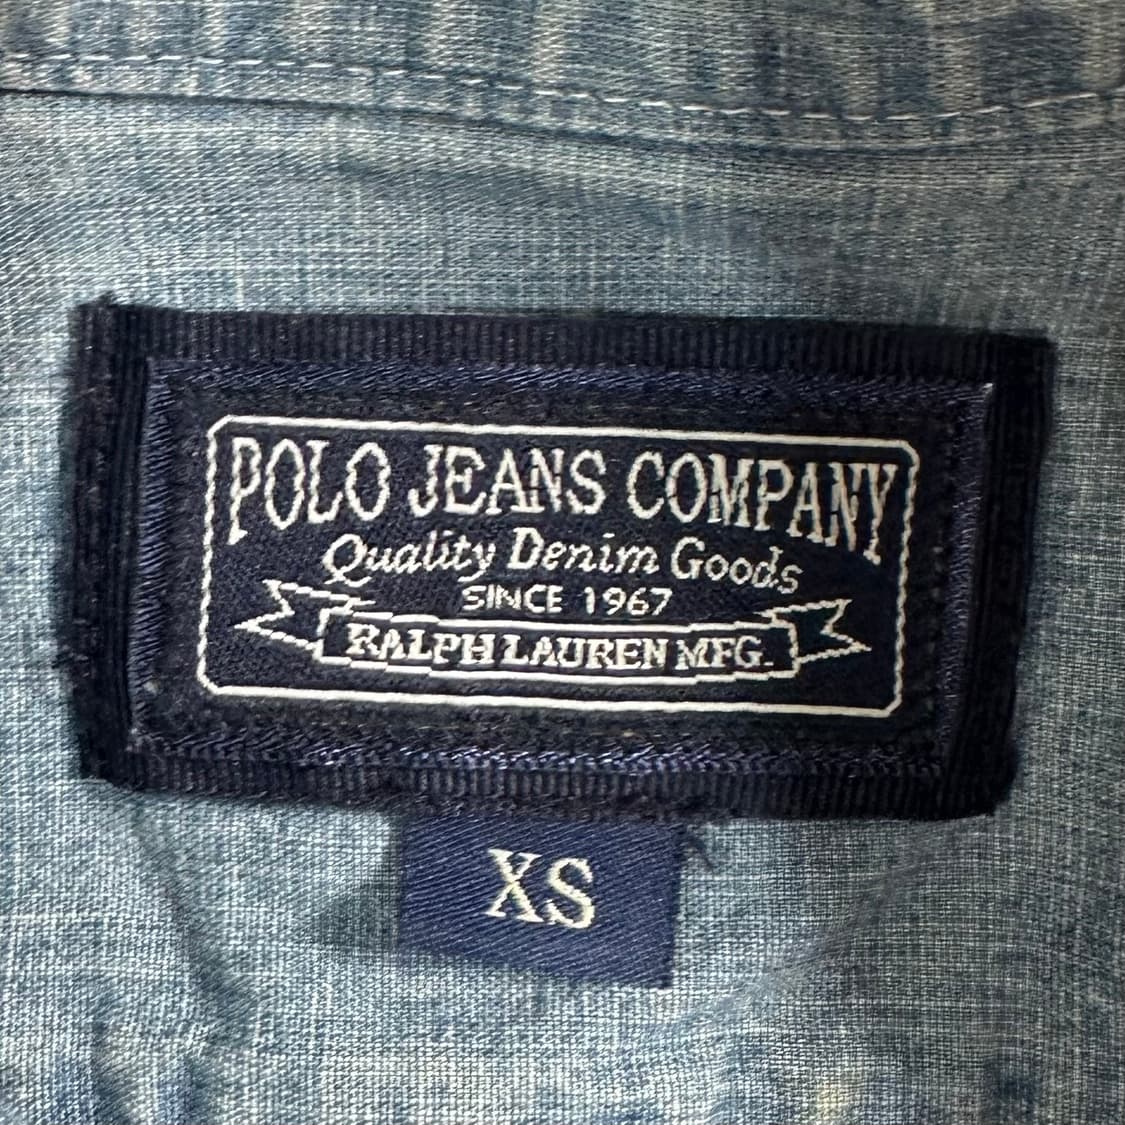 POLO JEANS COMPANY
Quality Denim Goods
SINCE 1967
RALPH LAUREN MFG.
XS